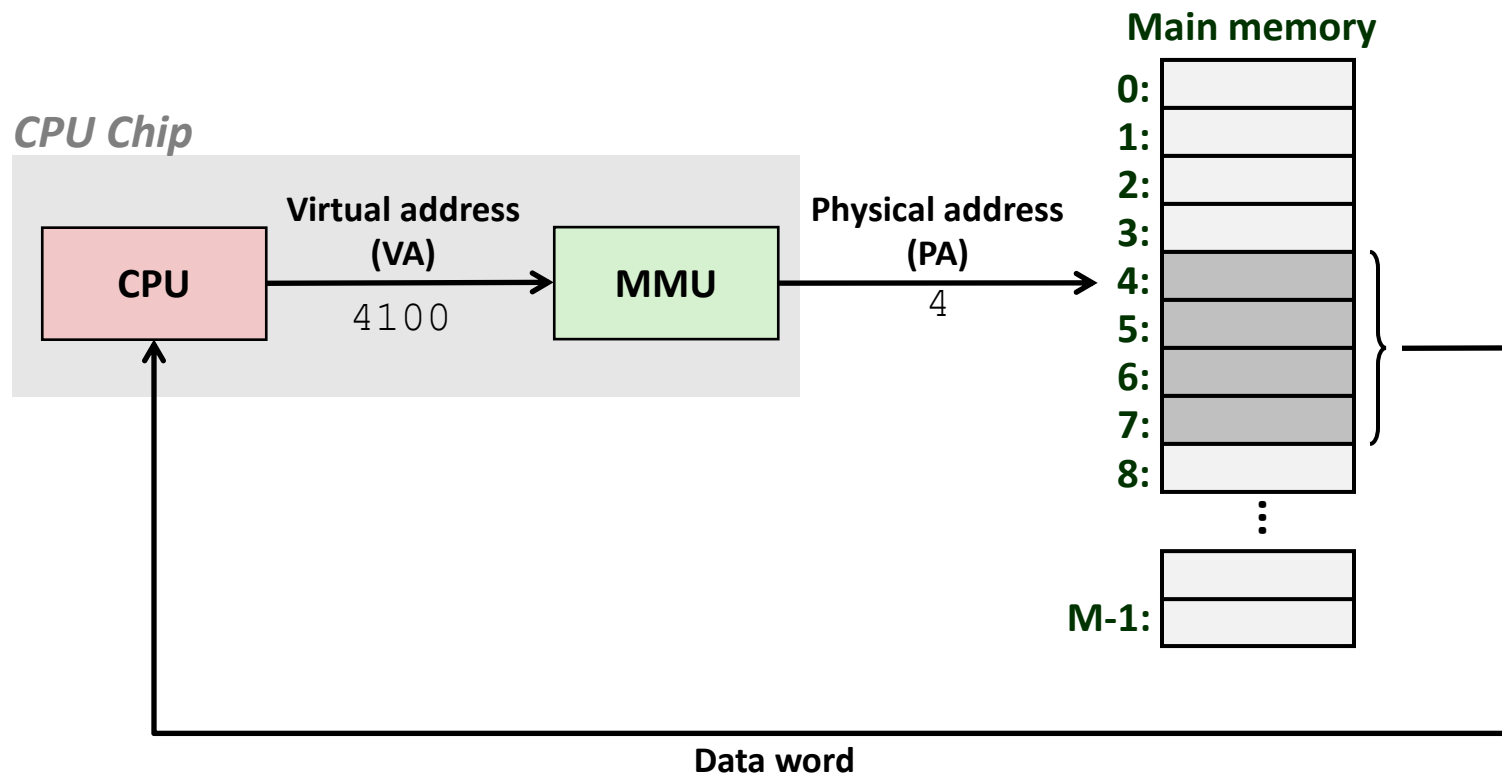 Main memory
0:
1:
CPU Chip
2:
Virtual address
(VA)
Physical address
(PA)
3:
CPU
MMU
4:
4100
4
5:
6:
7:
8:
⋮
M-1:
Data word